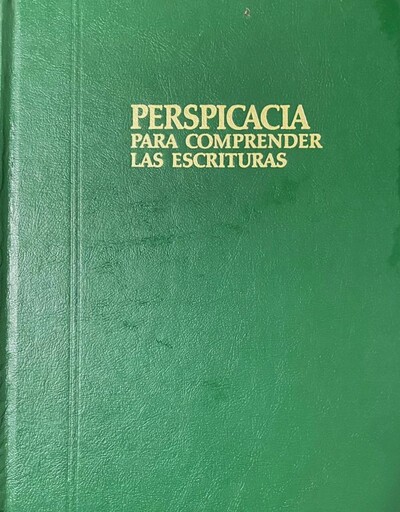 PERSPICACIA
PARA COMPRENDER
LAS ESCRITURAS